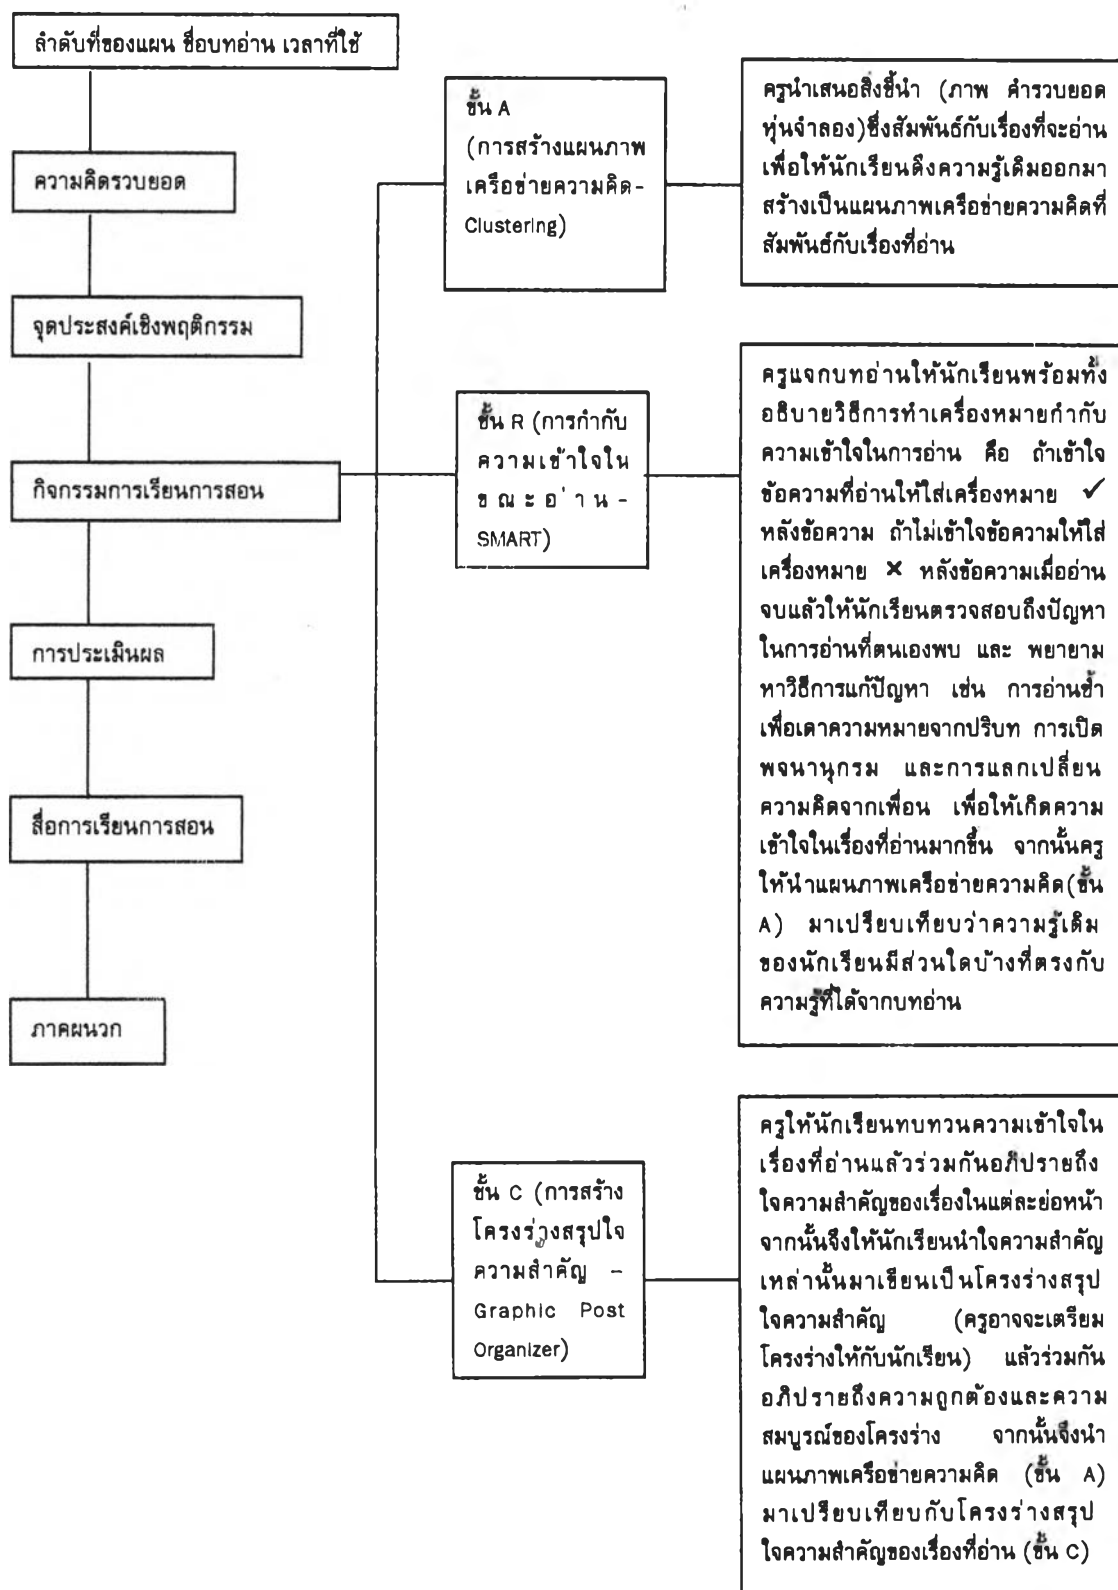 ลำดับที่ของแผน ชื่อบทอ่าน เวลาที่ใช้
ความคิดรวบยอด
จุดประสงค์เชิงพฤติกรรม
กิจกรรมการเรียนการสอน
การประเมินผล
สื่อการเรียนการสอน
ภาคผนวก
ขั้น A
(การสร้างแผนภาพ
เครือข่ายความคิด-
Clustering)
ครูนำเสนอสิ่งชี้นำ (ภาพ คำรวบยอด
หุ่นจำลอง)ซึ่งสัมพันธ์กับเรื่องที่จะอ่าน
เพื่อให้นักเรียนดึงความรู้เดิมออกมา
สร้างเป็นแผนภาพเครือข่ายความคิดที่
สัมพันธ์กับเรื่องที่อ่าน
ขั้น R (การกำกับ
ความเข้าใจใน
ขณะอ่าน-
SMART)
ครูแจกบทอ่านให้นักเรียนพร้อมทั้ง
อธิบายวิธีการทำเครื่องหมายกำกับ
ความเข้าใจในการอ่าน คือ ถ้าเข้าใจ
ข้อความที่อ่านให้ใส่เครื่องหมาย ✓
หลังข้อความ ถ้าไม่เข้าใจข้อความให้ใส่
เครื่องหมาย ✗ หลังข้อความเมื่ออ่าน
จบแล้วให้นักเรียนตรวจสอบถึงปัญหา
ในการอ่านที่ตนเองพบ และ พยายาม
หาวิธีการแก้ปัญหา เช่น การอ่านซ้ำ
เพื่อเดาความหมายจากปริบท การเปิด
พจนานุกรม และการแลกเปลี่ยน
ความคิดจากเพื่อน เพื่อให้เกิดความ
เข้าใจในเรื่องที่อ่านมากขึ้น จากนั้นครู
ให้นำแผนภาพเครือข่ายความคิด(ขั้น
A) มาเปรียบเทียบว่าความรู้เดิม
ของนักเรียนมีส่วนใดบ้างที่ตรงกับ
ความรู้ที่ได้จากบทอ่าน
ขั้น C (การสร้าง
โครงร่างสรุปใจ
ความสำคัญ –
Graphic Post
Organizer)
ครูให้นักเรียนทบทวนความเข้าใจใน
เรื่องที่อ่านแล้วร่วมกันอภิปรายถึง
ใจความสำคัญของเรื่องในแต่ละย่อหน้า
จากนั้นจึงให้นักเรียนนำใจความสำคัญ
เหล่านั้นมาเขียนเป็นโครงร่างสรุป
ใจความสำคัญ (ครูอาจจะเตรียม
โครงร่างให้กับนักเรียน) แล้วร่วมกัน
อภิปรายถึงความถูกต้องและความ
สมบูรณ์ของโครงร่าง จากนั้นจึงนำ
แผนภาพเครือข่ายความคิด (ขั้น A)
มาเปรียบเทียบกับโครงร่างสรุป
ใจความสำคัญของเรื่องที่อ่าน (ขั้น C)